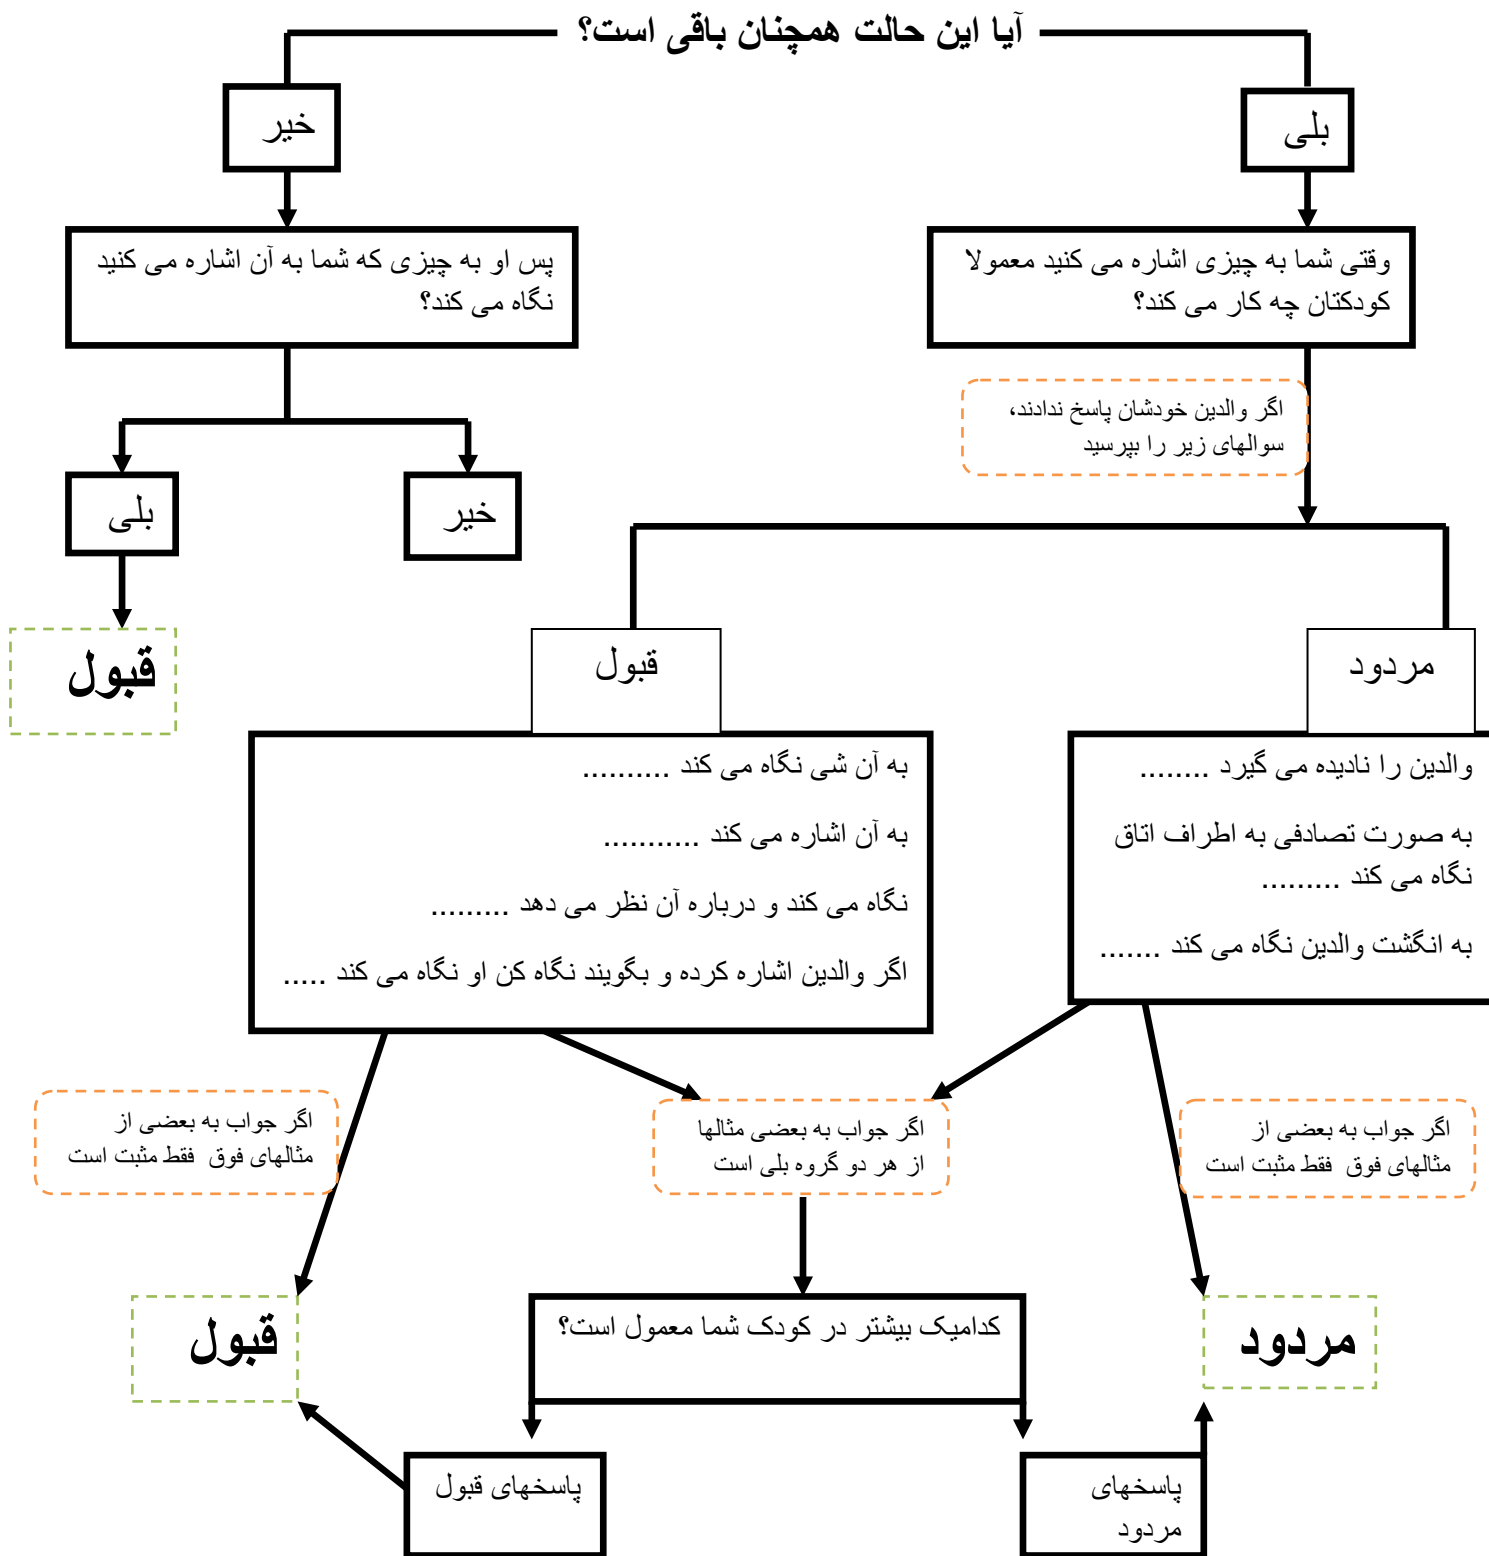 آیا این حالت همچنان باقی است؟
بلی
خیر
وقتی شما به چیزی اشاره می کنید معمولا
کودکتان چه کار می کند؟
پس او به چیزی که شما به آن اشاره می کنید
نگاه می کند؟
اگر والدین خودشان پاسخ ندادند،
سوالهای زیر را بپرسید
خیر
بلی
مردود
قبول
قبول
والدین را نادیده می گیرد ........
به صورت تصادفی به اطراف اتاق
نگاه می کند .........
به انگشت والدین نگاه می کند .......
به آن شی نگاه می کند ..........
به آن اشاره می کند ...........
نگاه می کند و درباره آن نظر می دهد .........
اگر والدین اشاره کرده و بگویند نگاه کن او نگاه می کند .....
اگر جواب به بعضی از
مثالهای فوق فقط مثبت است
اگر جواب به بعضی مثالها
از هر دو گروه بلی است
اگر جواب به بعضی از
مثالهای فوق فقط مثبت است
مردود
کدامیک بیشتر در کودک شما معمول است؟
قبول
پاسخهای
مردود
پاسخهای قبول